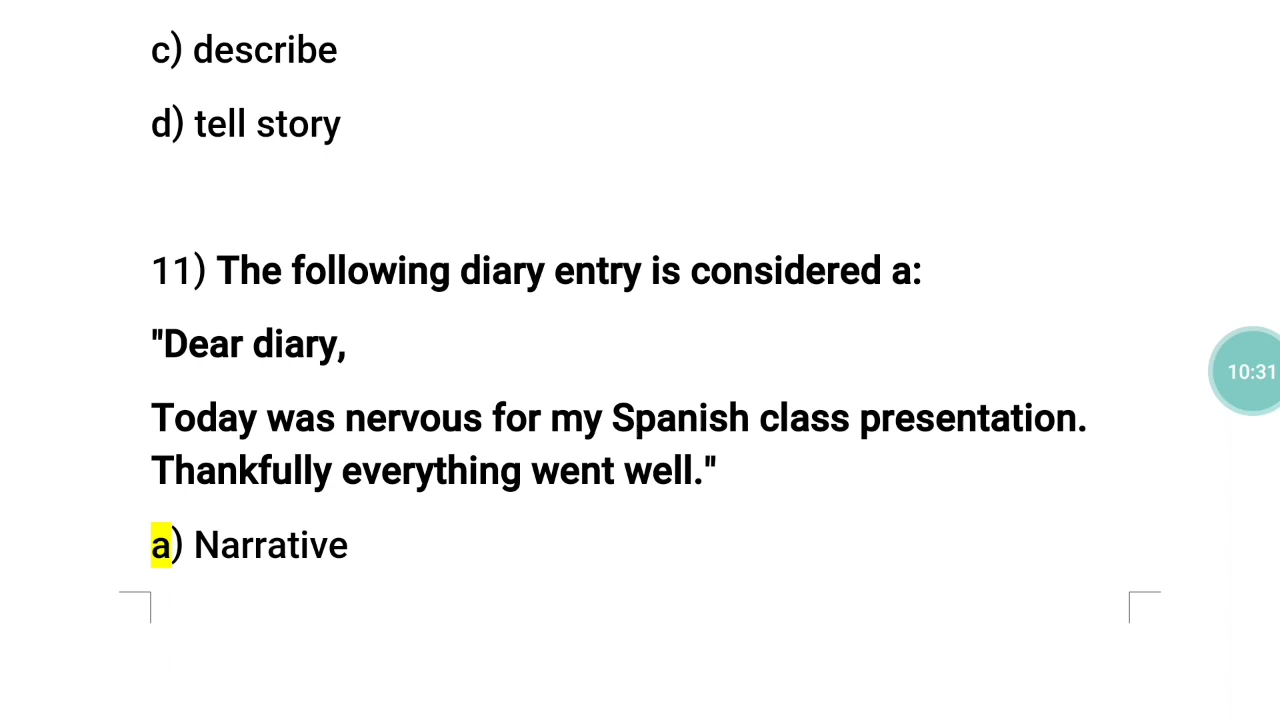 c) describe
d) tell story
11) The following diary entry is considered a:
"Dear diary,
Today was nervous for my Spanish class presentation.
Thankfully everything went well."
10:31
a) Narrative